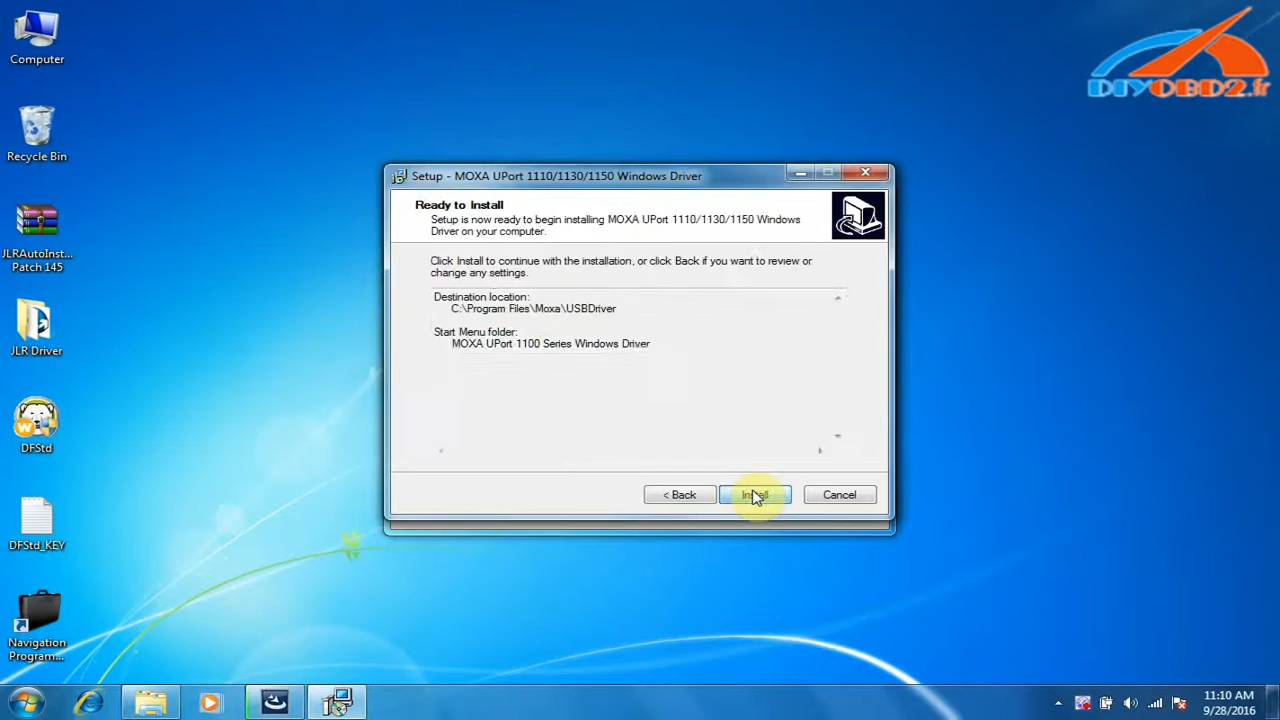 Computer
Recycle Bin
JLRAutoInst...
Patch 145
JLR Driver
DFStd
DFStd_KEY
Navigation
Program...
DIYOBD2.fr
Setup - MOXA UPort 1110/1130/1150 Windows Driver
Ready to Install
Setup is now ready to begin installing MOXA UPort 1110/1130/1150 Windows
Driver on your computer.
Click Install to continue with the installation, or click Back if you want to review or
change any settings.
Destination location:
C:\Program Files\Moxa\USBDriver
Start Menu folder:
MOXA UPort 1100 Series Windows Driver
< Back
Install
Cancel
11:10 AM
9/28/2016